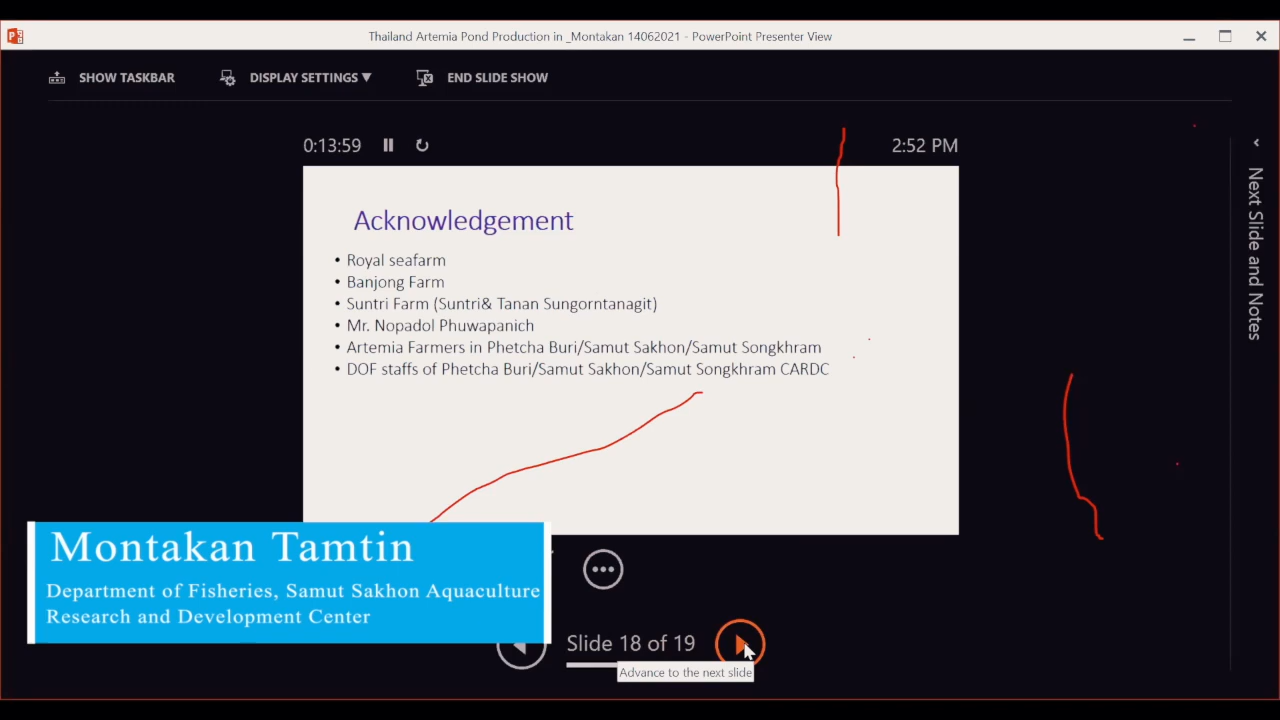 Thailand Artemia Pond Production in _Montakan 14062021 - PowerPoint Presenter View
SHOW TASKBAR
DISPLAY SETTINGS ▼
END SLIDE SHOW
0:13:59
2:52 PM
Next Slide and Notes
Acknowledgement
• Royal seafarm
• Banjong Farm
• Suntri Farm (Suntri& Tanan Sungorntanagit)
• Mr. Nopadol Phuwapanich
• Artemia Farmers in Phetcha Buri/Samut Sakhon/Samut Songkhram
• DOF staffs of Phetcha Buri/Samut Sakhon/Samut Songkhram CARDC
Montakan Tamtin
Department of Fisheries, Samut Sakhon Aquaculture
Research and Development Center
Slide 18 of 19
Advance to the next slide